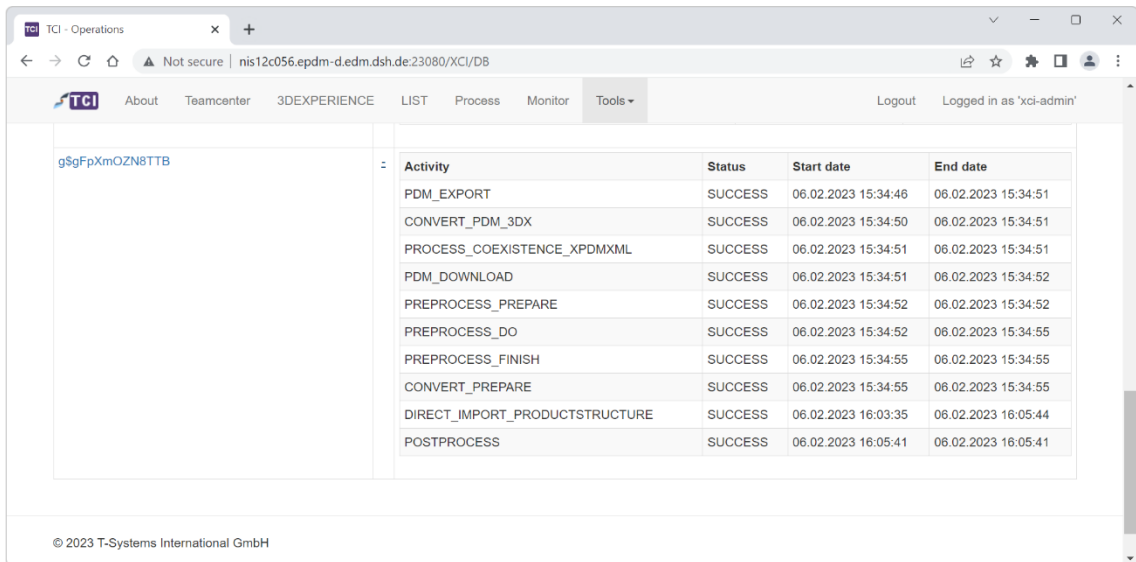 TCI TCI - Operations
Not secure | nis12c056.epdm-d.edm.dsh.de:23080/XCI/DB
TCI About Teamcenter 3DEXPERIENCE LIST Process Monitor Tools Logout Logged in as 'xci-admin'
g$gFpXmOZN8TTB - Activity Status Start date End date
PDM_EXPORT SUCCESS 06.02.2023 15:34:46 06.02.2023 15:34:51
CONVERT_PDM_3DX SUCCESS 06.02.2023 15:34:50 06.02.2023 15:34:51
PROCESS_COEXISTENCE_XPDMXML SUCCESS 06.02.2023 15:34:51 06.02.2023 15:34:51
PDM_DOWNLOAD SUCCESS 06.02.2023 15:34:51 06.02.2023 15:34:52
PREPROCESS_PREPARE SUCCESS 06.02.2023 15:34:52 06.02.2023 15:34:52
PREPROCESS_DO SUCCESS 06.02.2023 15:34:52 06.02.2023 15:34:55
PREPROCESS_FINISH SUCCESS 06.02.2023 15:34:55 06.02.2023 15:34:55
CONVERT_PREPARE SUCCESS 06.02.2023 15:34:55 06.02.2023 15:34:55
DIRECT_IMPORT_PRODUCTSTRUCTURE SUCCESS 06.02.2023 16:03:35 06.02.2023 16:05:44
POSTPROCESS SUCCESS 06.02.2023 16:05:41 06.02.2023 16:05:41
© 2023 T-Systems International GmbH